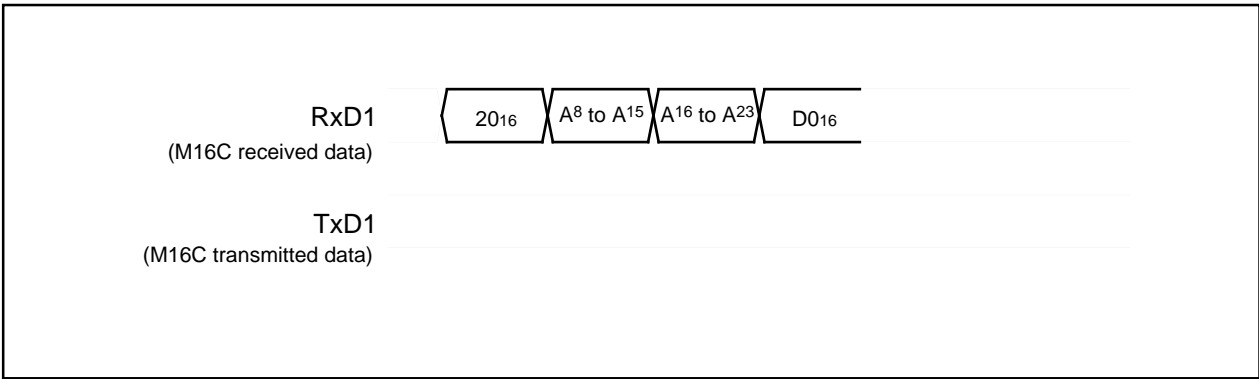 RxD1
(M16C received data)
2016
A8 to A15
A16 to A23
D016
TxD1
(M16C transmitted data)